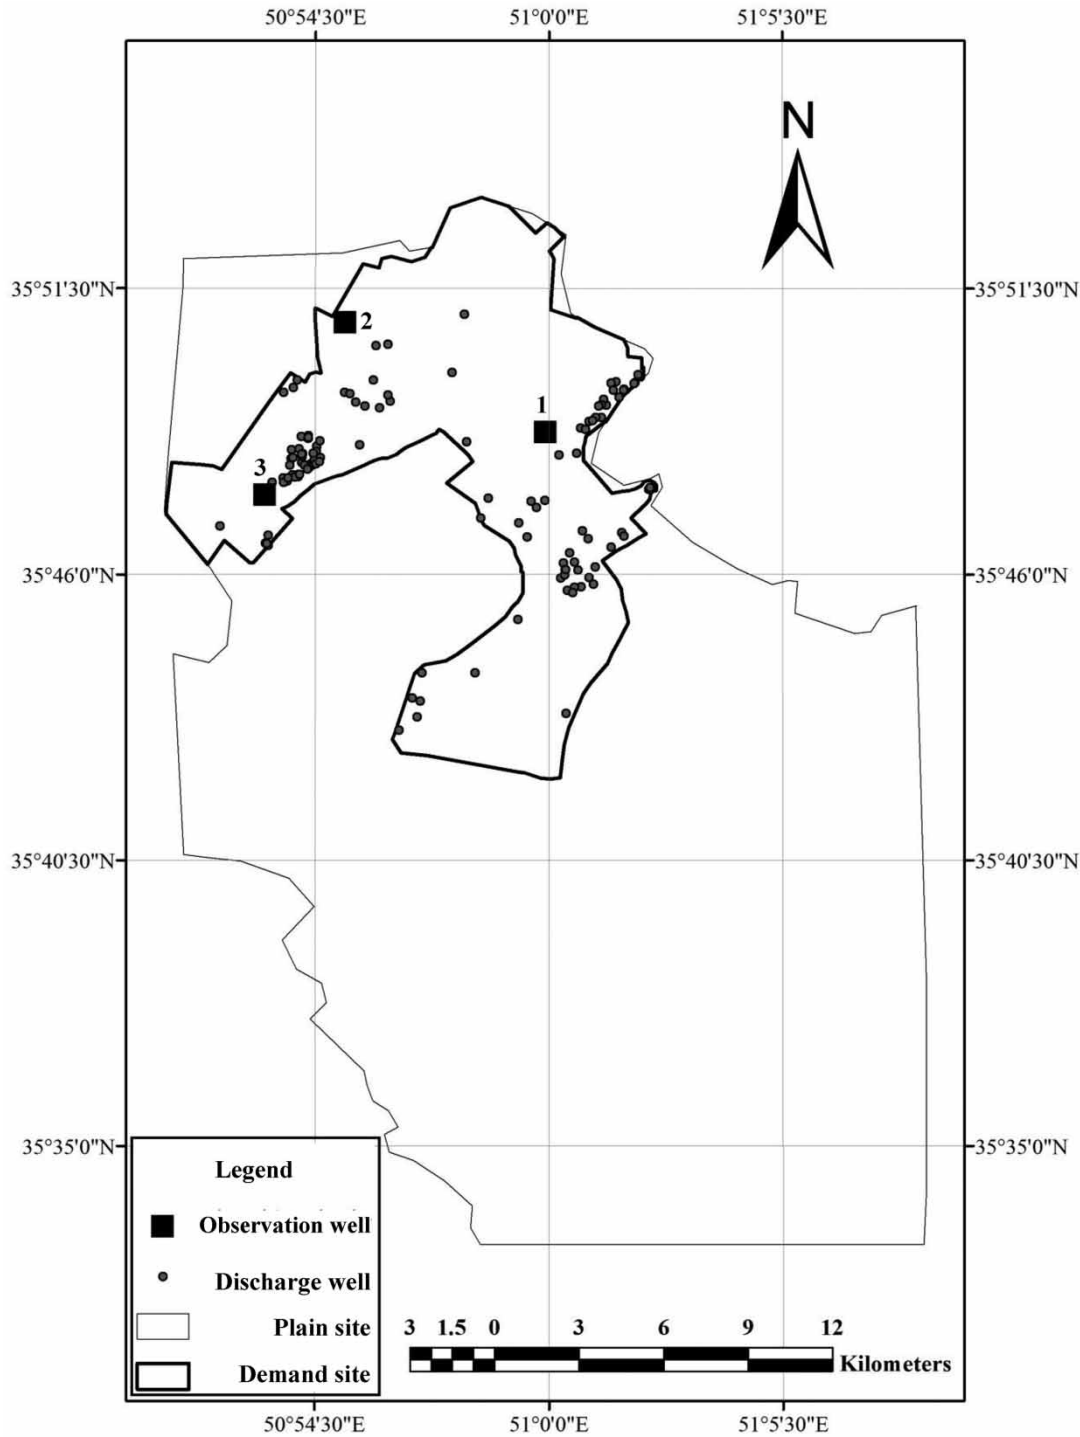 50°54'30"E 51°0'0"E 51°5'30"E
N
35°51'30"N 35°51'30"N
2
1
3
35°46'0"N 35°46'0"N
35°40'30"N 35°40'30"N
35°35'0"N 35°35'0"N
Legend
Observation well
Discharge well
Plain site
Demand site
3 1.5 0 3 6 9 12
Kilometers
50°54'30"E 51°0'0"E 51°5'30"E